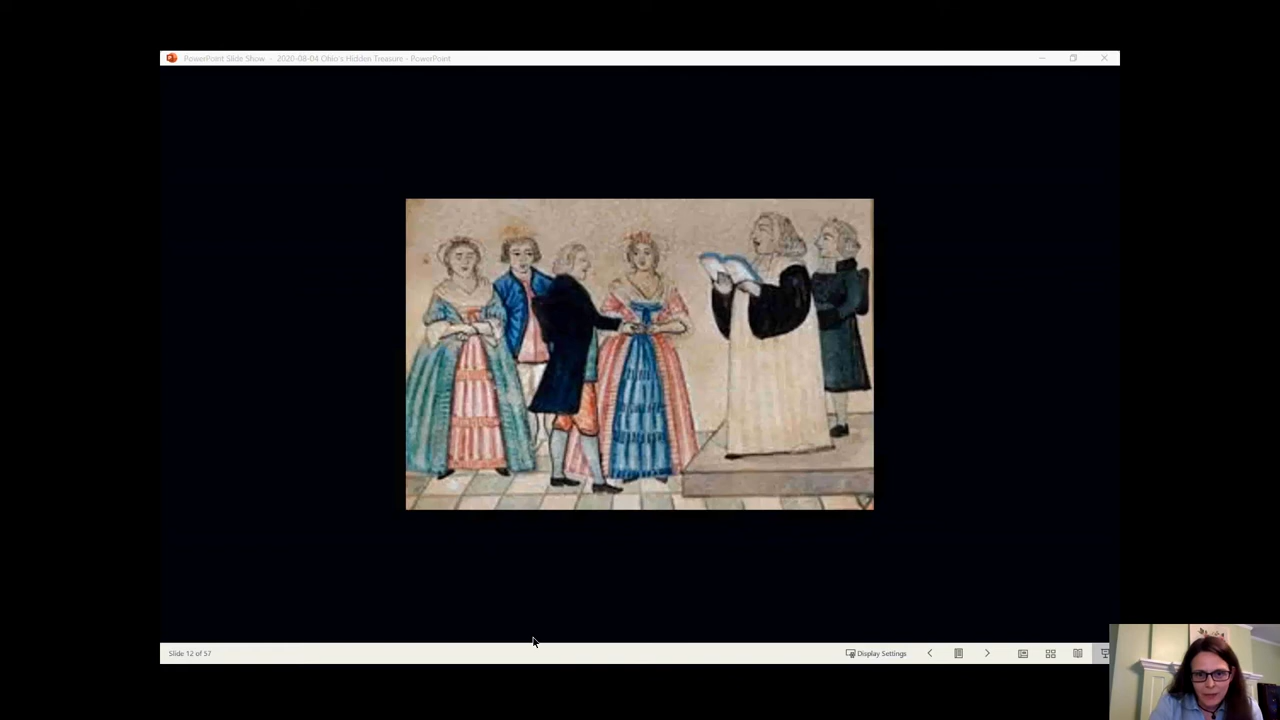 PowerPoint Slide Show - 2020-08-04 Ohio's Hidden Treasure - PowerPoint
Slide 12 of 57
Display Settings